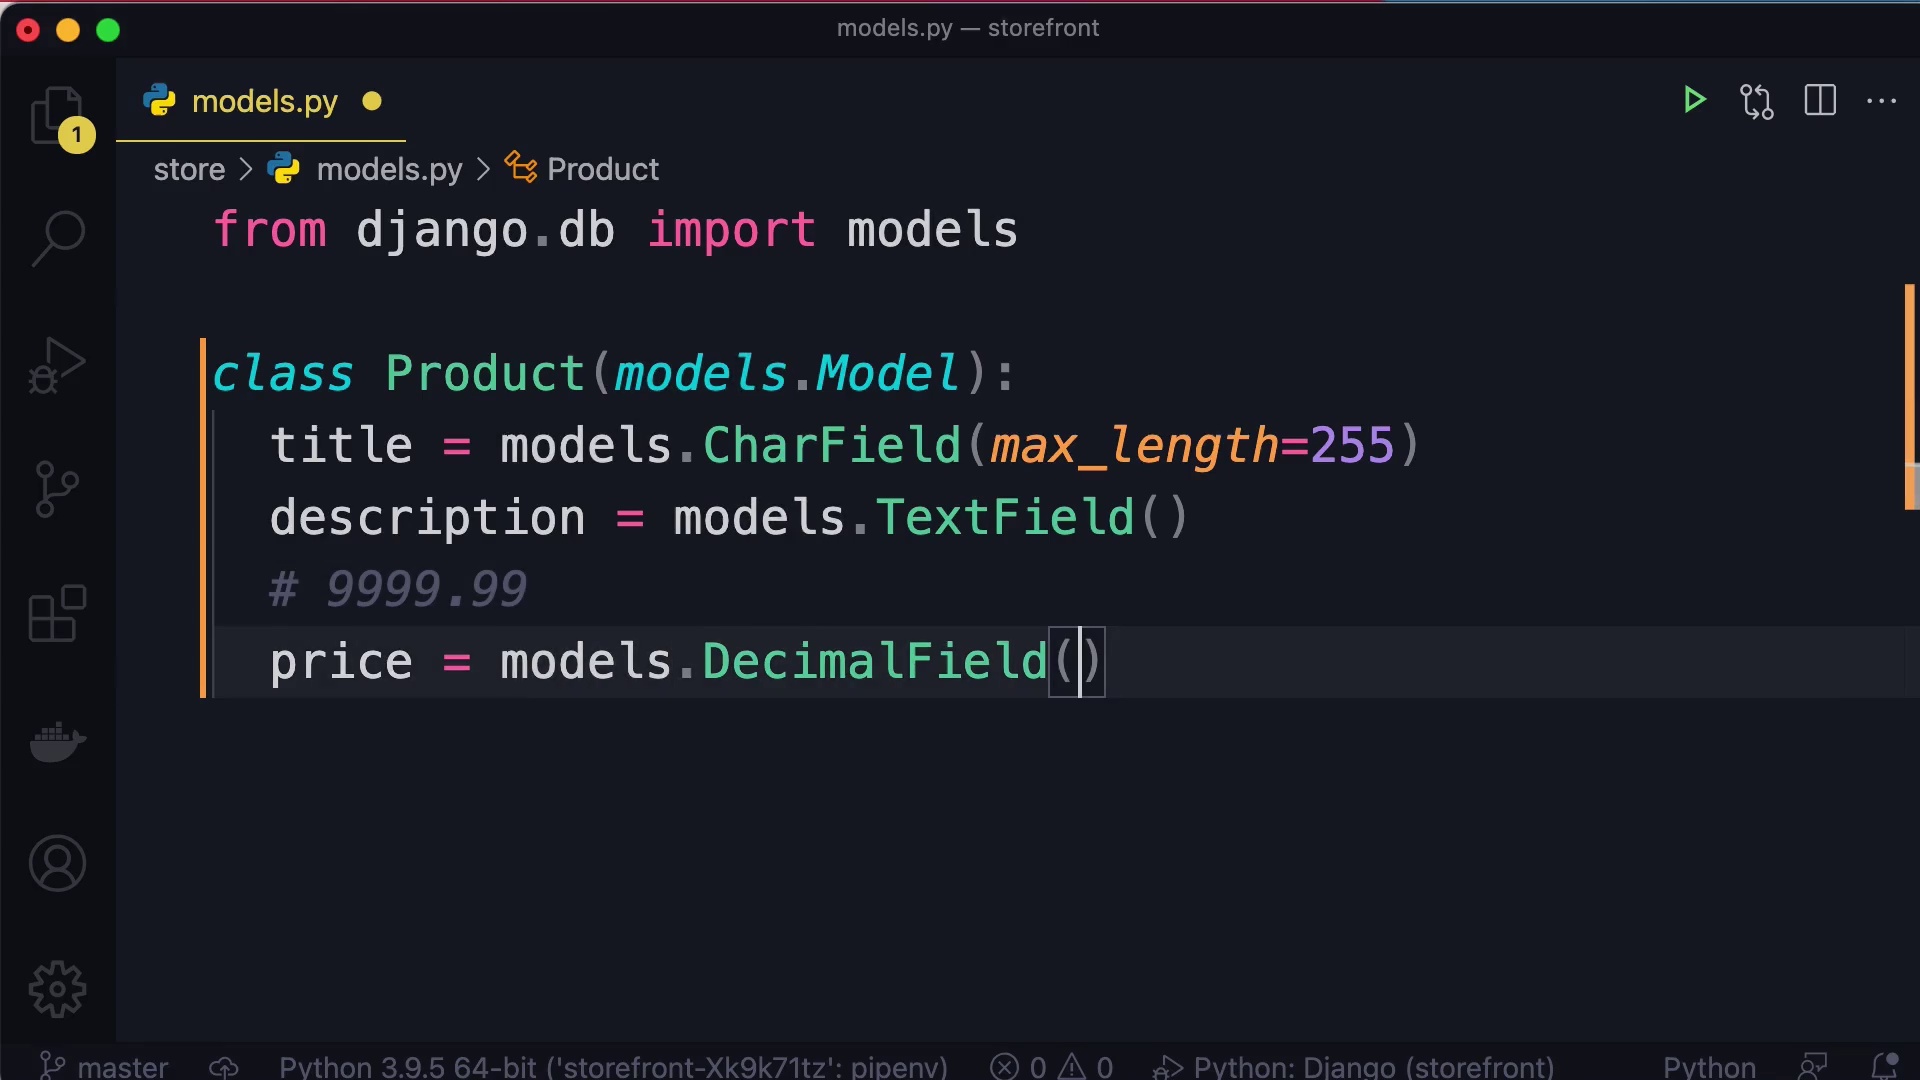 models.py — storefront
models.py
1
store > models.py > Product
from django.db import models
class Product(models.Model):
title = models.CharField(max_length=255)
description = models.TextField()
# 9999.99
price = models.DecimalField()
master Python 3.9.5 64-bit ('storefront-Xk9k71tz': pipenv) 0 0 Python: Django (storefront) Python